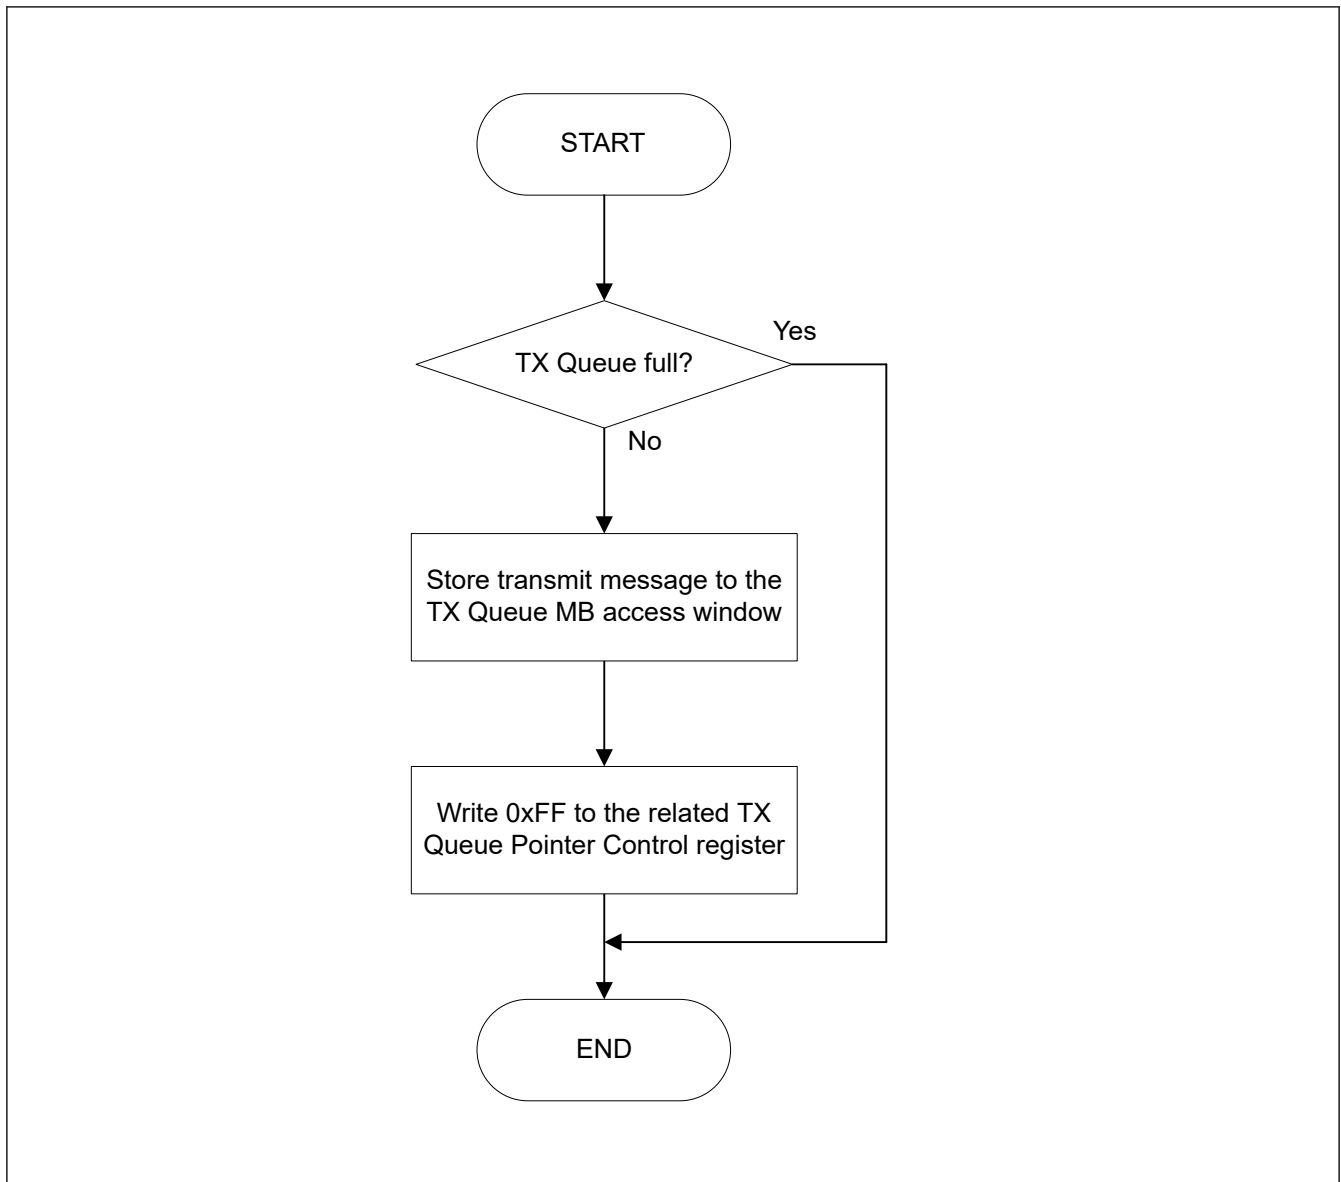 START
TX Queue full?
Yes
No
Store transmit message to the
TX Queue MB access window
Write 0xFF to the related TX
Queue Pointer Control register
END